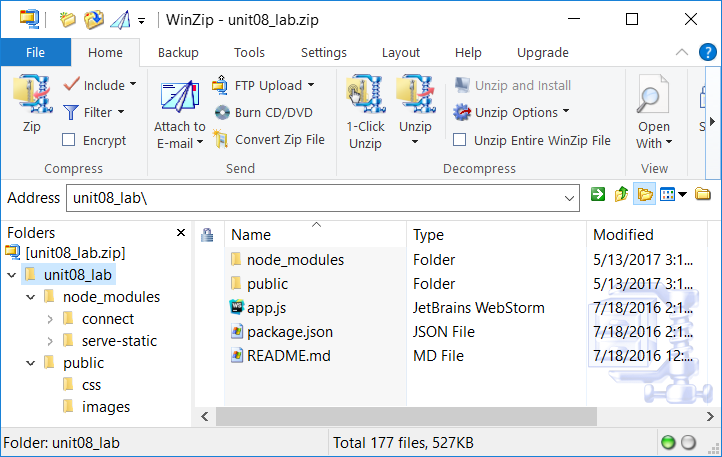 WinZip - unit08_lab.zip
File Home Backup Tools Settings Layout Help Upgrade
Zip
Include
Filter
Encrypt
Compress
Attach to
E-mail
FTP Upload
Burn CD/DVD
Convert Zip File
Send
1-Click
Unzip
Unzip
Unzip and Install
Unzip Options
Unzip Entire WinZip File
Decompress
Open
With
View
Address unit08_lab\
Folders
[unit08_lab.zip]
unit08_lab
node_modules
connect
serve-static
public
css
images
Name Type Modified
node_modules Folder 5/13/2017 3:1...
public Folder 5/13/2017 3:1...
app.js JetBrains WebStorm 7/18/2016 2:1...
package.json JSON File 7/18/2016 2:1...
README.md MD File 7/18/2016 12:...
Folder: unit08_lab Total 177 files, 527KB